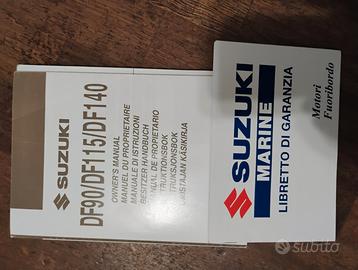 SUZUKI
DF90/DF115/DF140
OWNER'S MANUAL
MANUEL DU PROPRIETAIRE
MANUALE DI ISTRUZIONI
BESITZER HANDBUCH
MANUAL DE PROPIETARIO
INSTRUKTIONSBOK
INSTRUKSJONSBOK
OMISTAJAN KASIKIRJA
SUZUKI
MARINE
LIBRETTO DI GARANZIA
Motori
Fuoribordo
subito